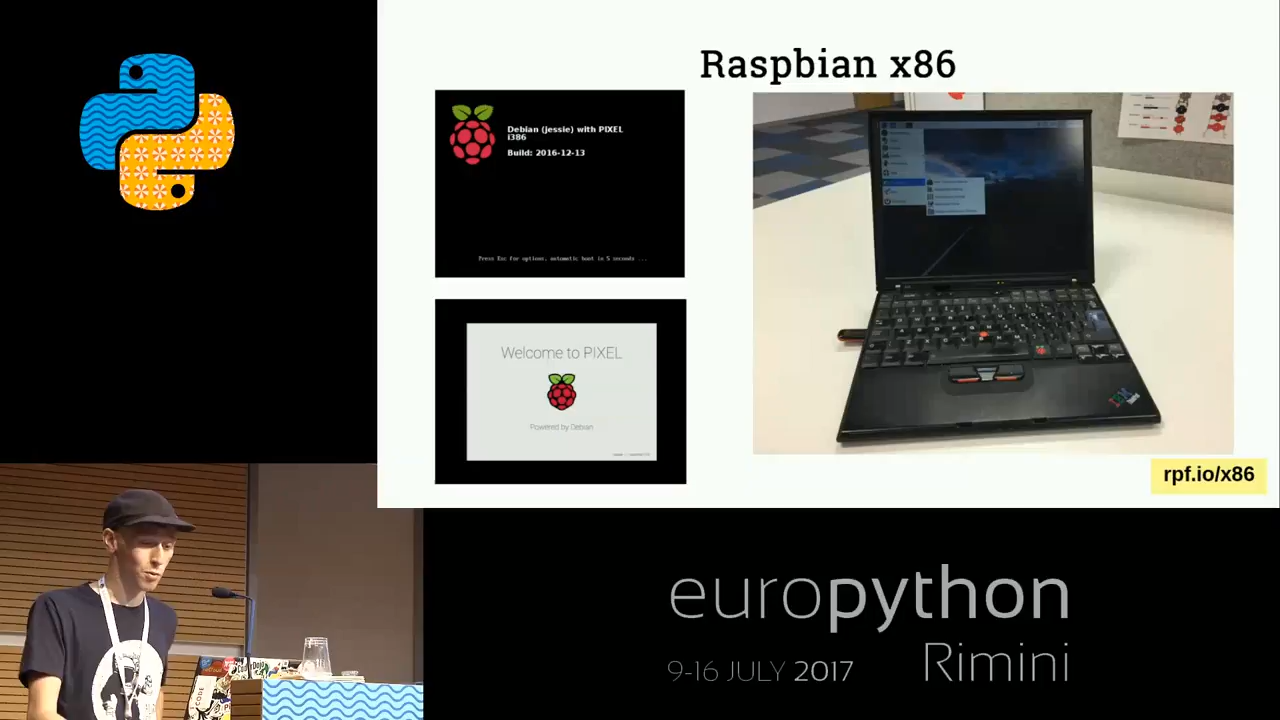 Raspbian x86
Debian (jessie) with PIXEL
i386
Build: 2016-12-13
Press Esc for options, automatic boot in 5 seconds ...
Welcome to PIXEL
Powered by Debian
rpf.io/x86
europython
Rimini
9-16 JULY 2017
CODE